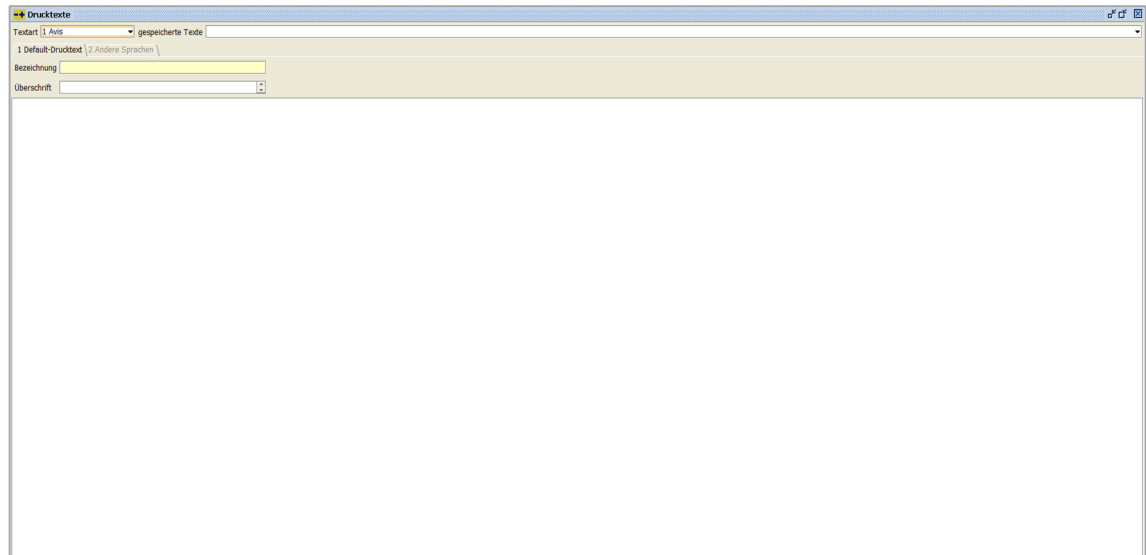 Drucktexte
Textart 1 Avis gespeicherte Texte
1 Default-Drucktext 2 Andere Sprachen
Bezeichnung
Überschrift